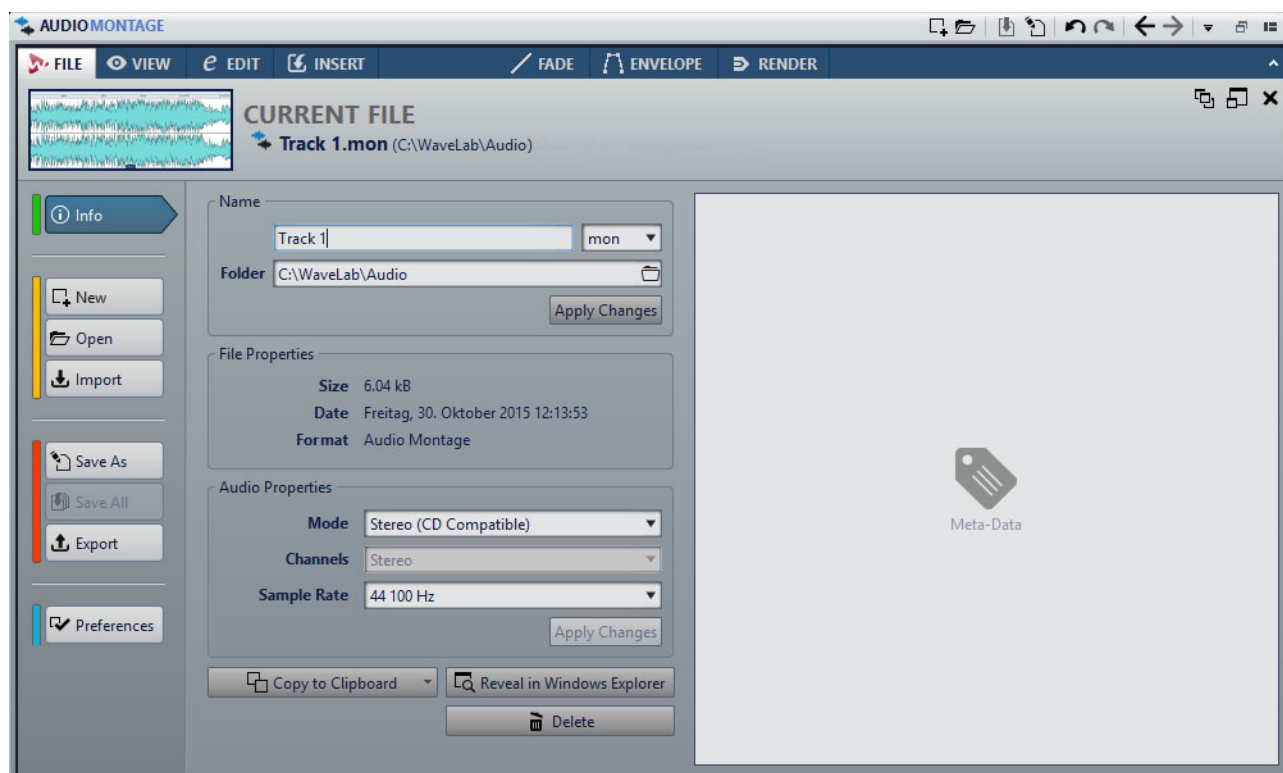 AUDIO MONTAGE
FILE VIEW EDIT INSERT FADE ENVELOPE RENDER
CURRENT FILE
Track 1.mon (C:\WaveLab\Audio)
Info
New
Open
Import
Save As
Save All
Export
Preferences
Name
Track 1 mon
Folder C:\WaveLab\Audio
Apply Changes
File Properties
Size 6.04 kB
Date Freitag, 30. Oktober 2015 12:13:53
Format Audio Montage
Audio Properties
Mode Stereo (CD Compatible)
Channels Stereo
Sample Rate 44 100 Hz
Apply Changes
Copy to Clipboard Reveal in Windows Explorer
Delete
Meta-Data